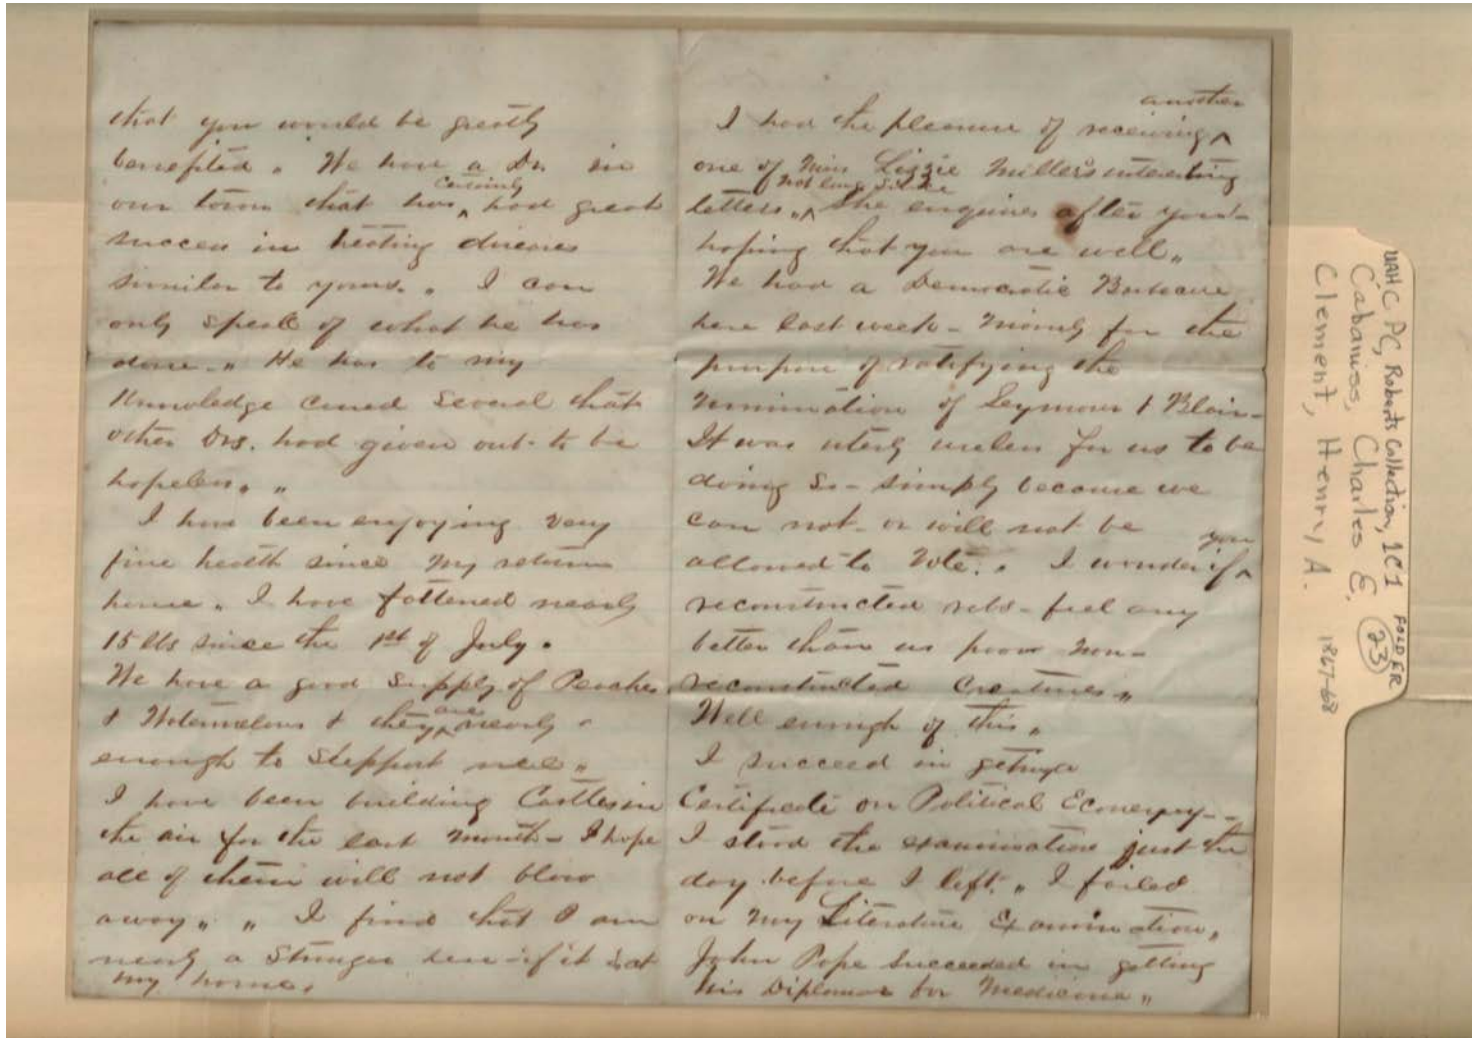 that you would be greatly
benefited. We have a Dr. in
certainly
our town that has ^ had great
success in treating diseases
similar to yours. " I can
only speak of what he has
done. " He has to my
Knowledge cured several that
other Drs. had given out to be
hopeless. "
I have been enjoying very
fine health since my return
home. I have fattened nearly
15 lbs since the 1st of July.
We have a good supply of Peaches
are
& Watermelons & they ^ nearly
enough to support me "
I have been building Castles in
the air for the last month - I hope
all of them will not blow
away " " I find that I am
nearly a Stranger here - if it is at
my home.
another
I had the pleasure of receiving ^
one of Miss Lizzie Miller's interesting
not long since
letters " ^ She enquires after you -
hoping that you are well "
We had a Democratic Barbecue
here last week - Mainly for the
purpose of ratifying the
Nomination of Seymour & Blair -
It was uterly useless for us to be
doing so - simply because we
can not - or will not be
you
allowed to Vote. . I wonder if ^
reconstructed rebs - feel any
better than us poor non-
reconstructed Creatures "
Well enough of this "
I succeed in geting a
Certificate on Political Economy - -
I stood the examination just the
day before I left. " I failed
on my Literature Examination "
John Pope Succeeded in getting
his Diploma for Medicine "
UAHC PC, Roberts Collection, 1C1 FOLDER
Cabaniss, Charles E. 23
Clement, Henry A. 1867-68